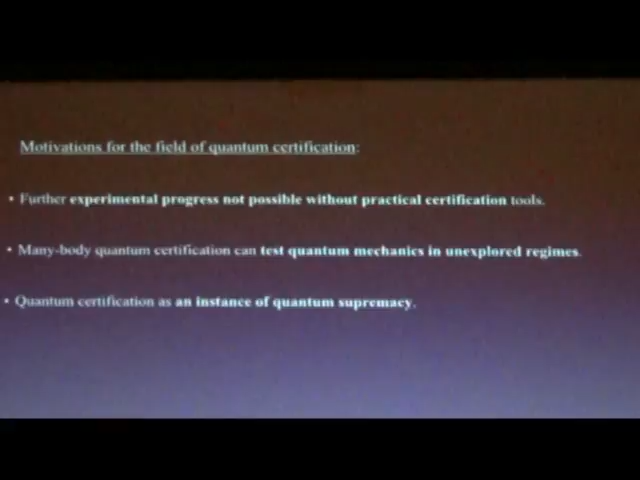 Motivations for the field of quantum certification:
• Further experimental progress not possible without practical certification tools.
• Many-body quantum certification can test quantum mechanics in unexplored regimes.
• Quantum certification as an instance of quantum supremacy.